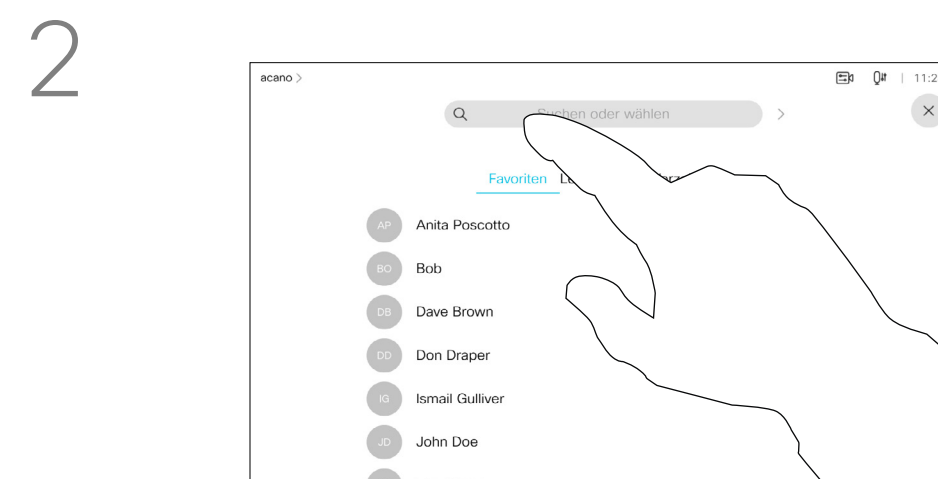 2
acano >
11:2
Suchen oder wählen
Favoriten
AP Anita Poscotto
BO Bob
DB Dave Brown
DD Don Draper
IG Ismail Gulliver
JD John Doe